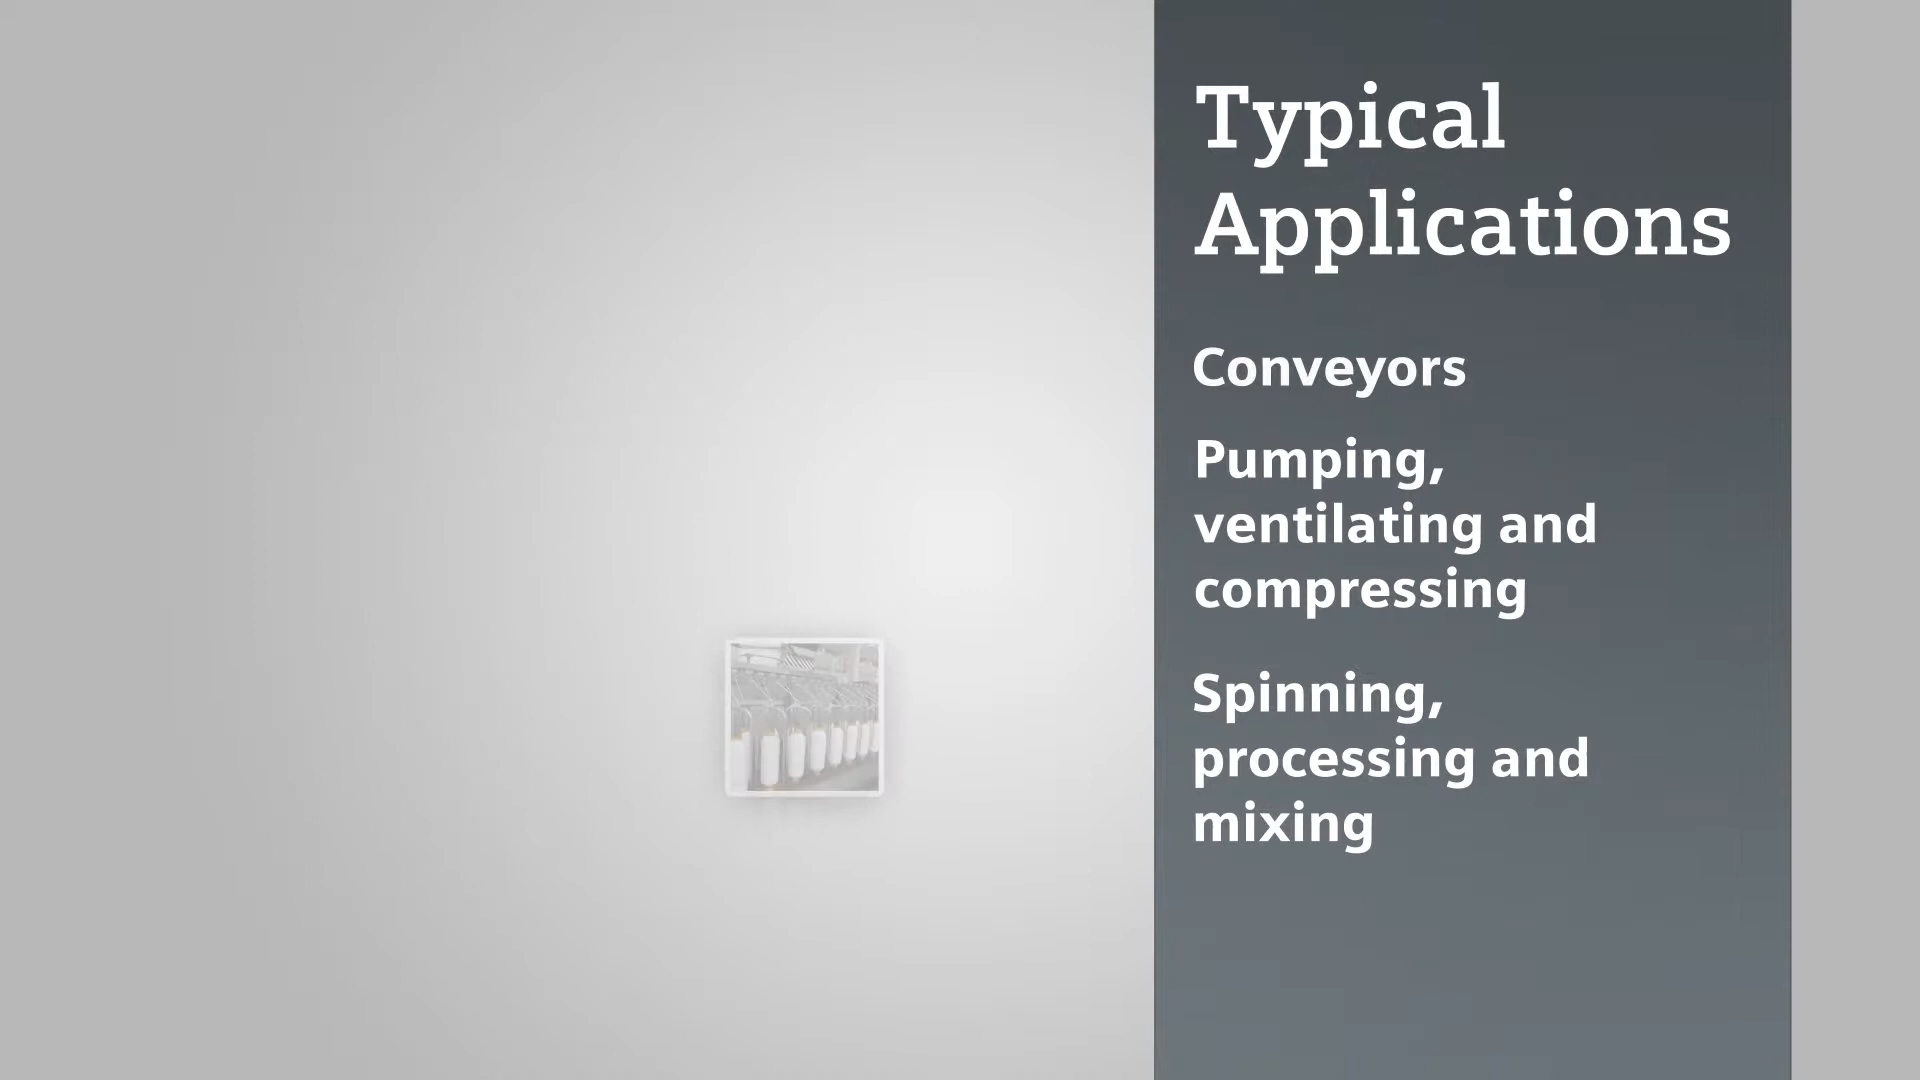 Typical
Applications
Conveyors
Pumping,
ventilating and
compressing
Spinning,
processing and
mixing